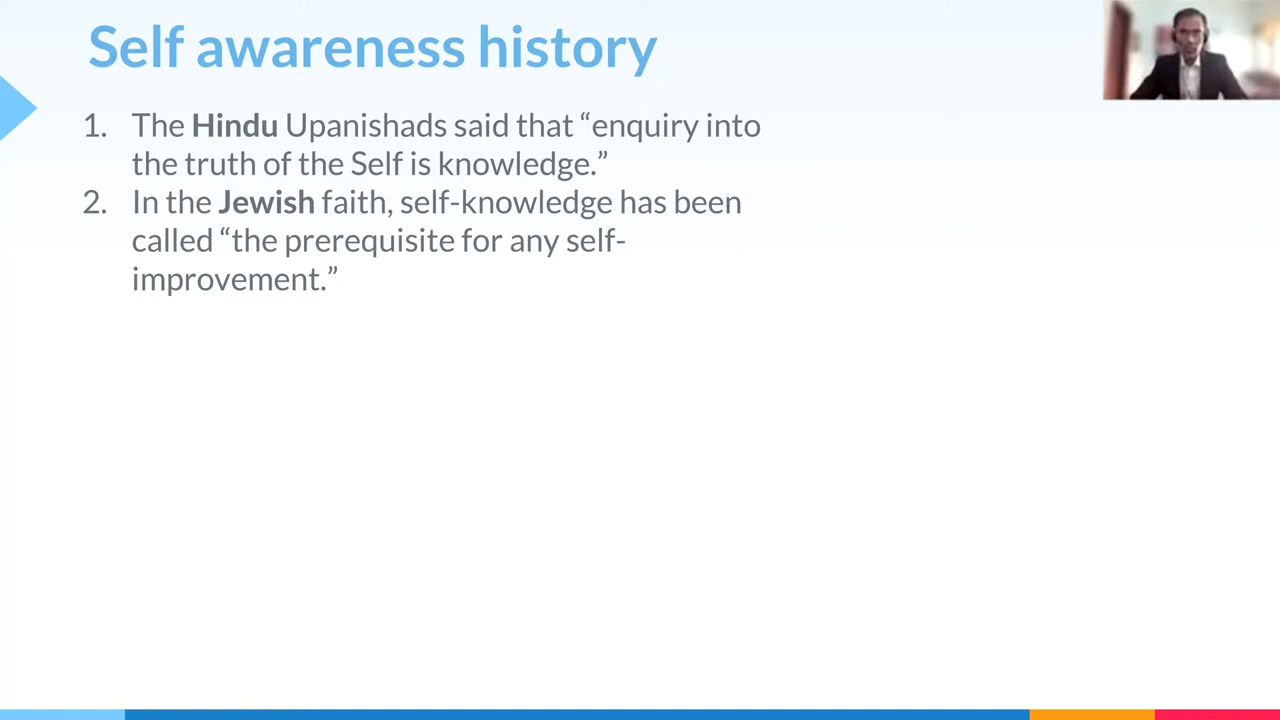 Self awareness history
1. The Hindu Upanishads said that “enquiry into
the truth of the Self is knowledge.”
2. In the Jewish faith, self-knowledge has been
called “the prerequisite for any self-
improvement.”